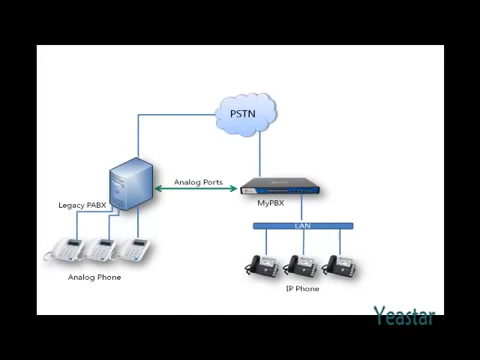 PSTN
Analog Ports
Legacy PABX
MyPBX
LAN
Analog Phone
IP Phone
Yeastar